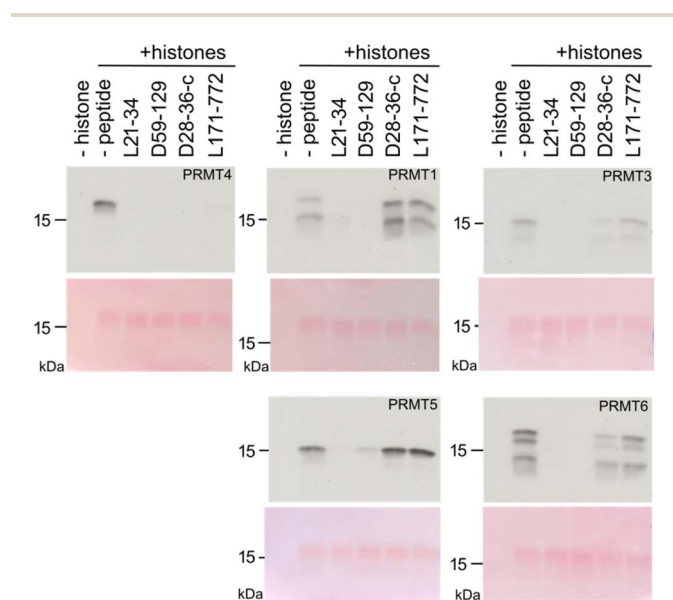 +histones
- histone
- peptide
L21-34
D59-129
D28-36-c
L171-772
PRMT4
15
15
kDa
+histones
- histone
- peptide
L21-34
D59-129
D28-36-c
L171-772
PRMT1
15
15
kDa
+histones
- histone
- peptide
L21-34
D59-129
D28-36-c
L171-772
PRMT3
15
15
kDa
PRMT5
15
15
kDa
PRMT6
15
15
kDa